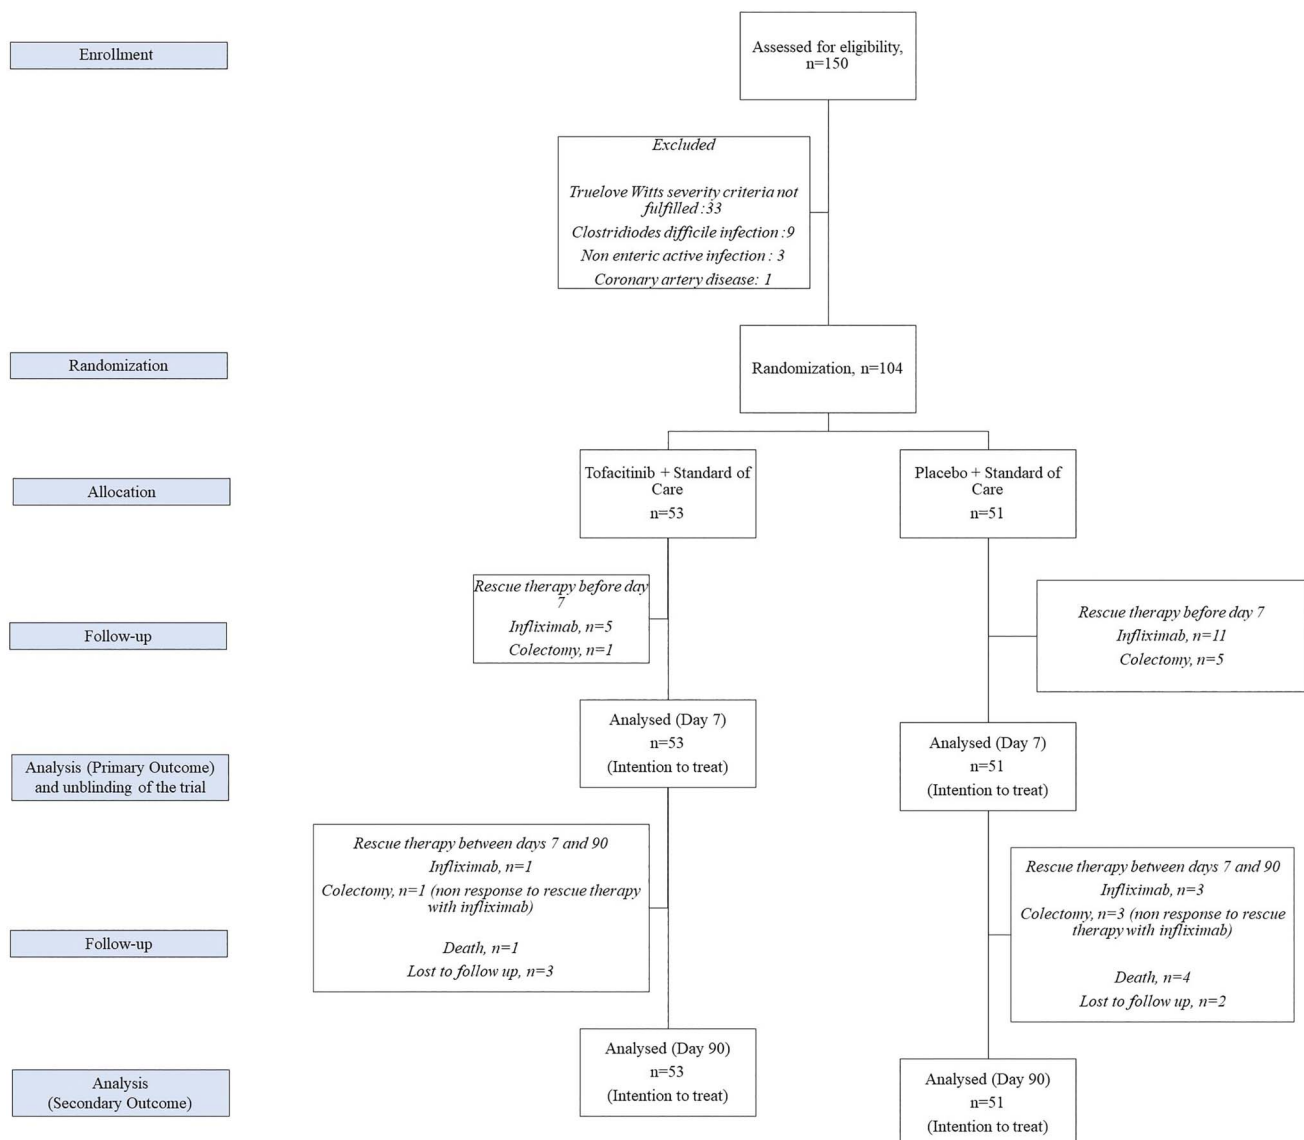 Enrollment
Assessed for eligibility,
n=150
Excluded
Truelove Witts severity criteria not
fulfilled :33
Clostridiodes difficile infection :9
Non enteric active infection : 3
Coronary artery disease: 1
Randomization
Randomization, n=104
Allocation
Tofacitinib + Standard of
Care
n=53
Placebo + Standard of
Care
n=51
Follow-up
Rescue therapy before day
7
Infliximab, n=5
Colectomy, n=1
Rescue therapy before day 7
Infliximab, n=11
Colectomy, n=5
Analysis (Primary Outcome)
and unblinding of the trial
Analysed (Day 7)
n=53
(Intention to treat)
Analysed (Day 7)
n=51
(Intention to treat)
Follow-up
Rescue therapy between days 7 and 90
Infliximab, n=1
Colectomy, n=1 (non response to rescue therapy
with infliximab)
Death, n=1
Lost to follow up, n=3
Rescue therapy between days 7 and 90
Infliximab, n=3
Colectomy, n=3 (non response to rescue
therapy with infliximab)
Death, n=4
Lost to follow up, n=2
Analysis
(Secondary Outcome)
Analysed (Day 90)
n=53
(Intention to treat)
Analysed (Day 90)
n=51
(Intention to treat)